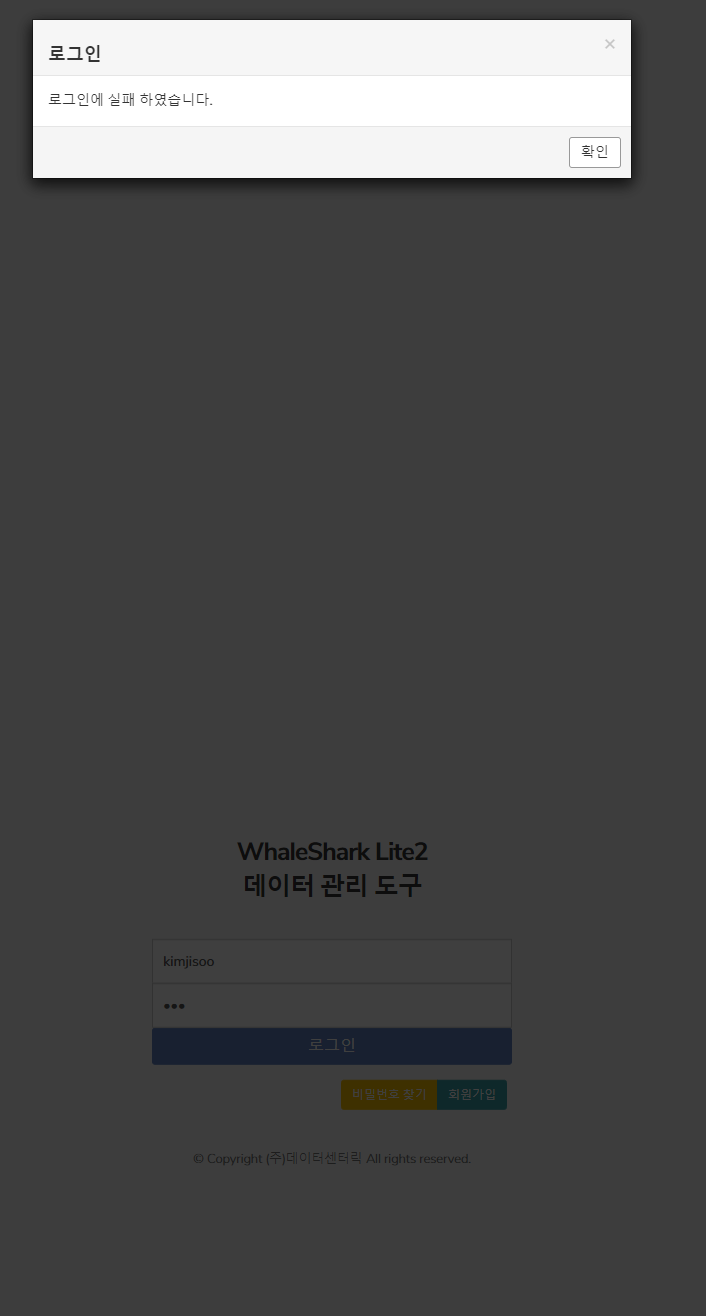 로그인
×
로그인에 실패 하였습니다.
확인
WhaleShark Lite2
데이터 관리 도구
kimjisoo
•••
로그인
비밀번호 찾기 회원가입
© Copyright (주)데이터센터릭 All rights reserved.